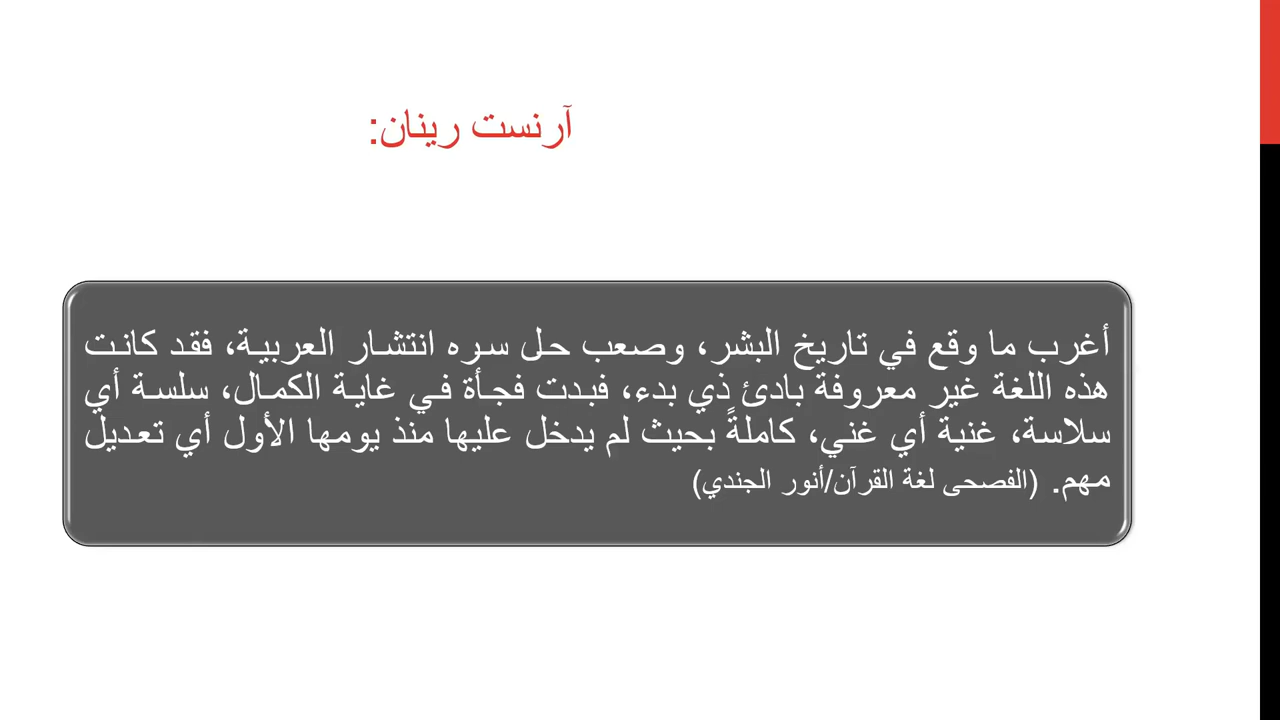 آرنست رينان:
أغرب ما وقع في تاريخ البشر، وصعب حل سره انتشار العربية، فقد كانت
هذه اللغة غير معروفة بادئ ذي بدء، فبدت فجأة في غاية الكمال، سلسة أي
سلاسة، غنية أي غني، كاملةً بحيث لم يدخل عليها منذ يومها الأول أي تعديل
مهم. (الفصحى لغة القرآن/أنور الجندي)